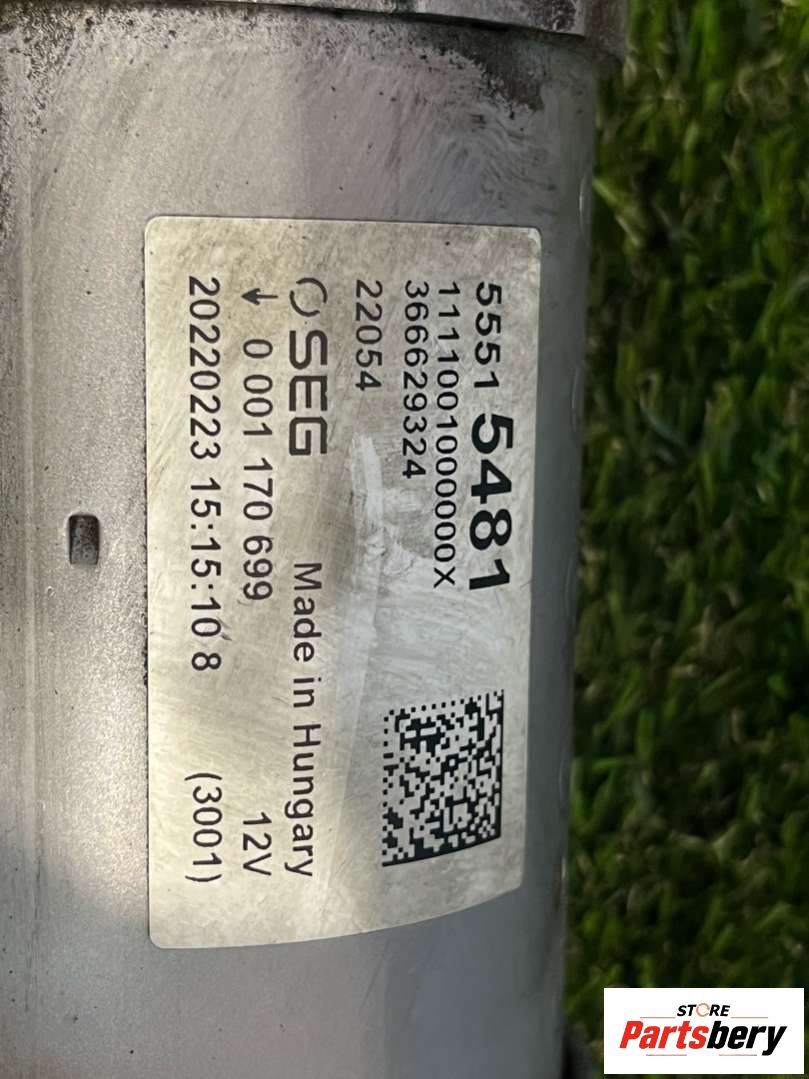 5551 5481
1111001000000X
366629324
22054
SEG Made in Hungary
0 001 170 699 12V
20220223 15:15:10 8 (3001)
STORE
Partsbery